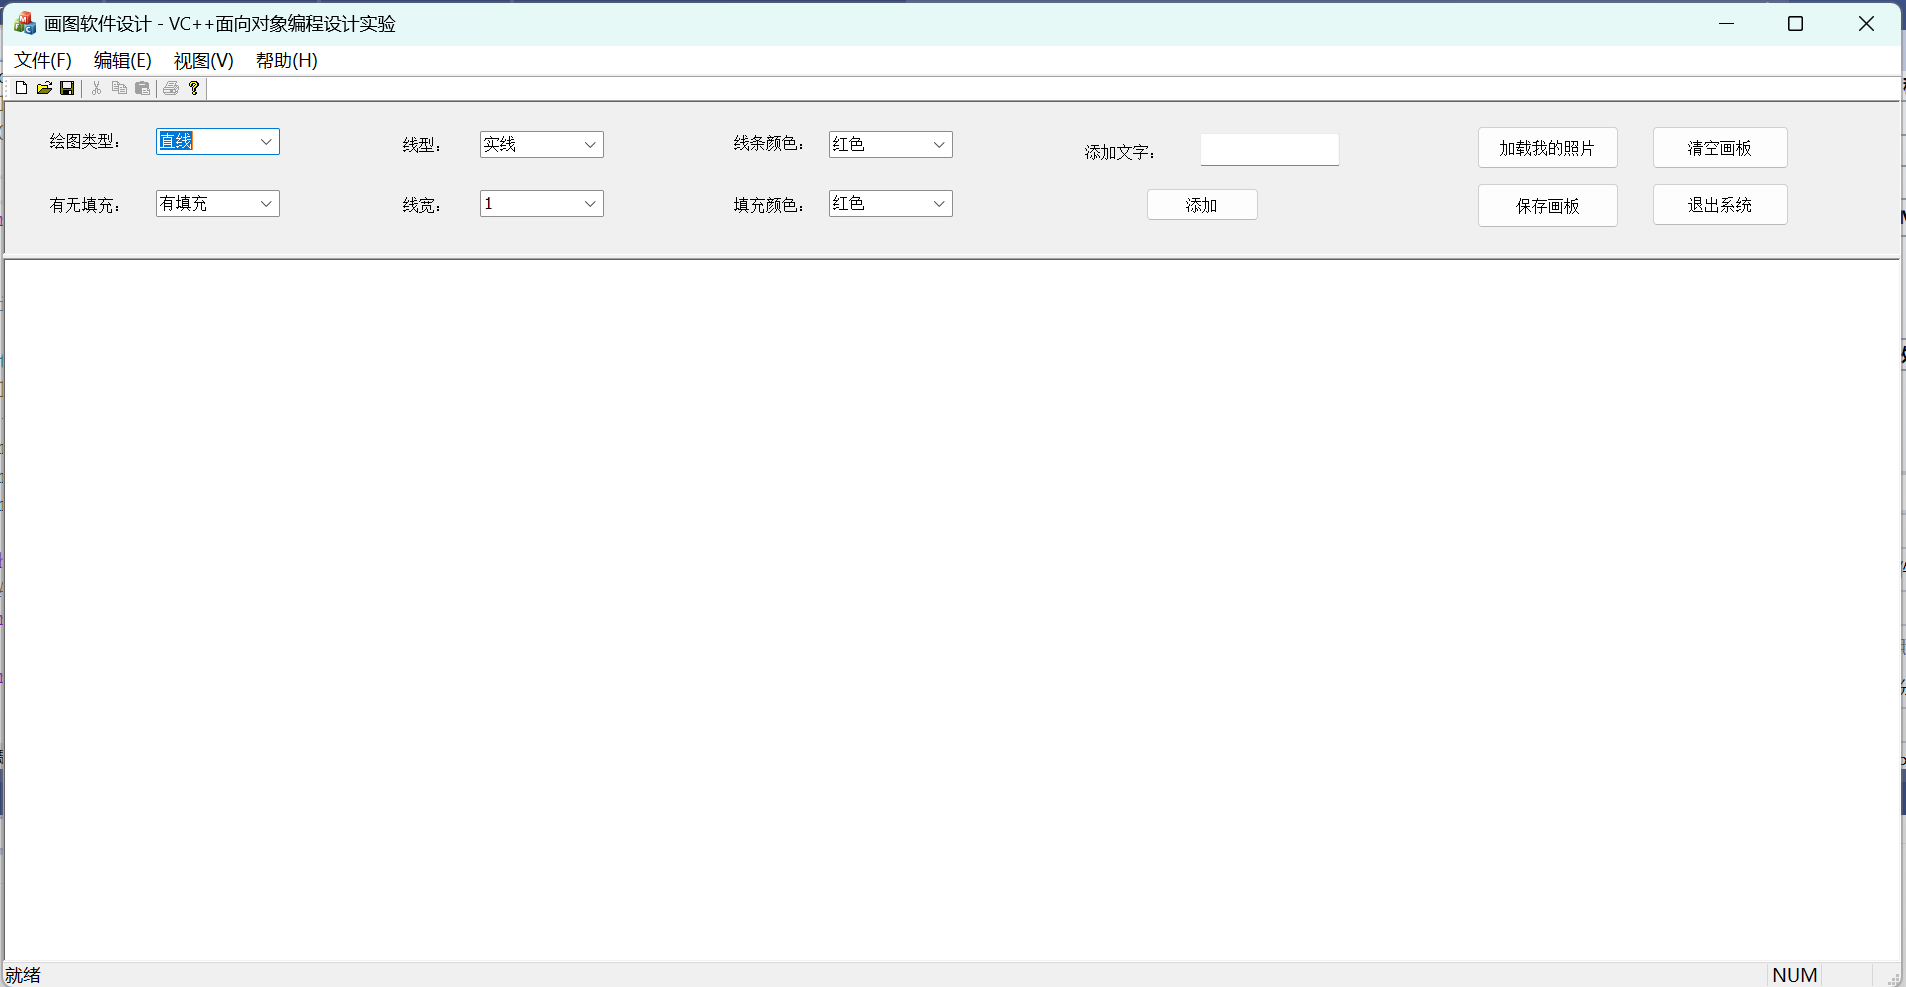 画图软件设计 - VC++面向对象编程设计实验
文件(F) 编辑(E) 视图(V) 帮助(H)
绘图类型： 直线 线型： 实线 线条颜色： 红色 添加文字： 加载我的照片 清空画板
有无填充： 有填充 线宽： 1 填充颜色： 红色 添加 保存画板 退出系统
就绪 NUM